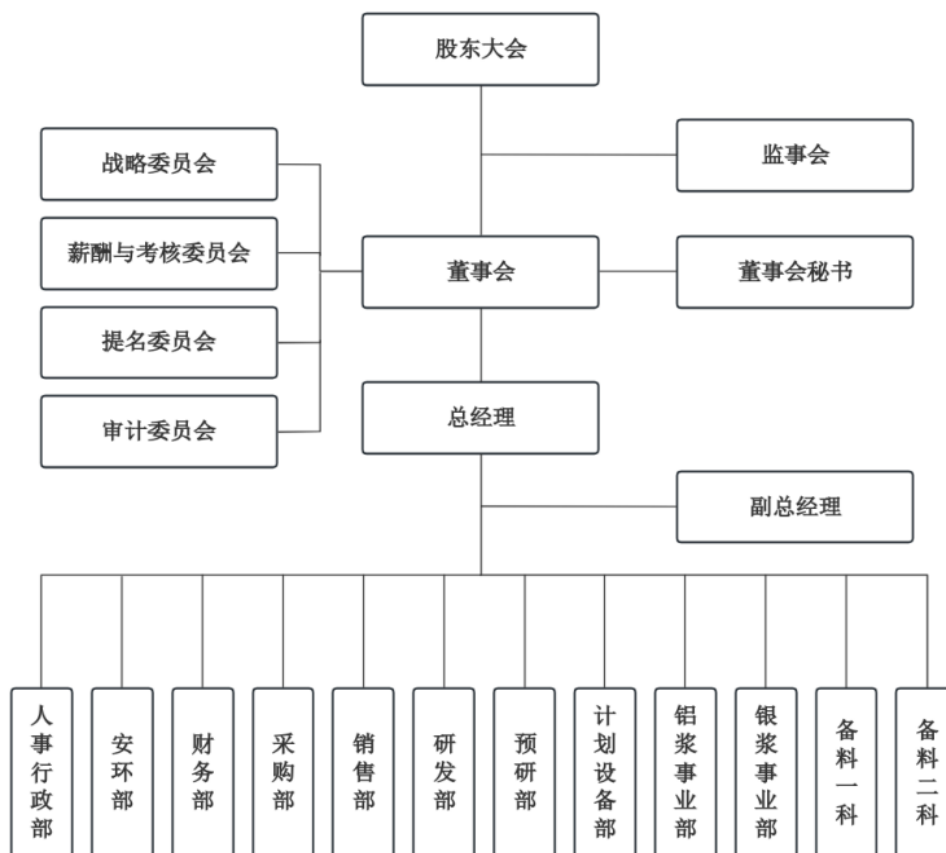 股东大会
监事会
战略委员会
薪酬与考核委员会
提名委员会
审计委员会
董事会
董事会秘书
总经理
副总经理
人事行政部
安环部
财务部
采购部
销售部
研发部
预研部
计划设备部
铝浆事业部
银浆事业部
备料一科
备料二科